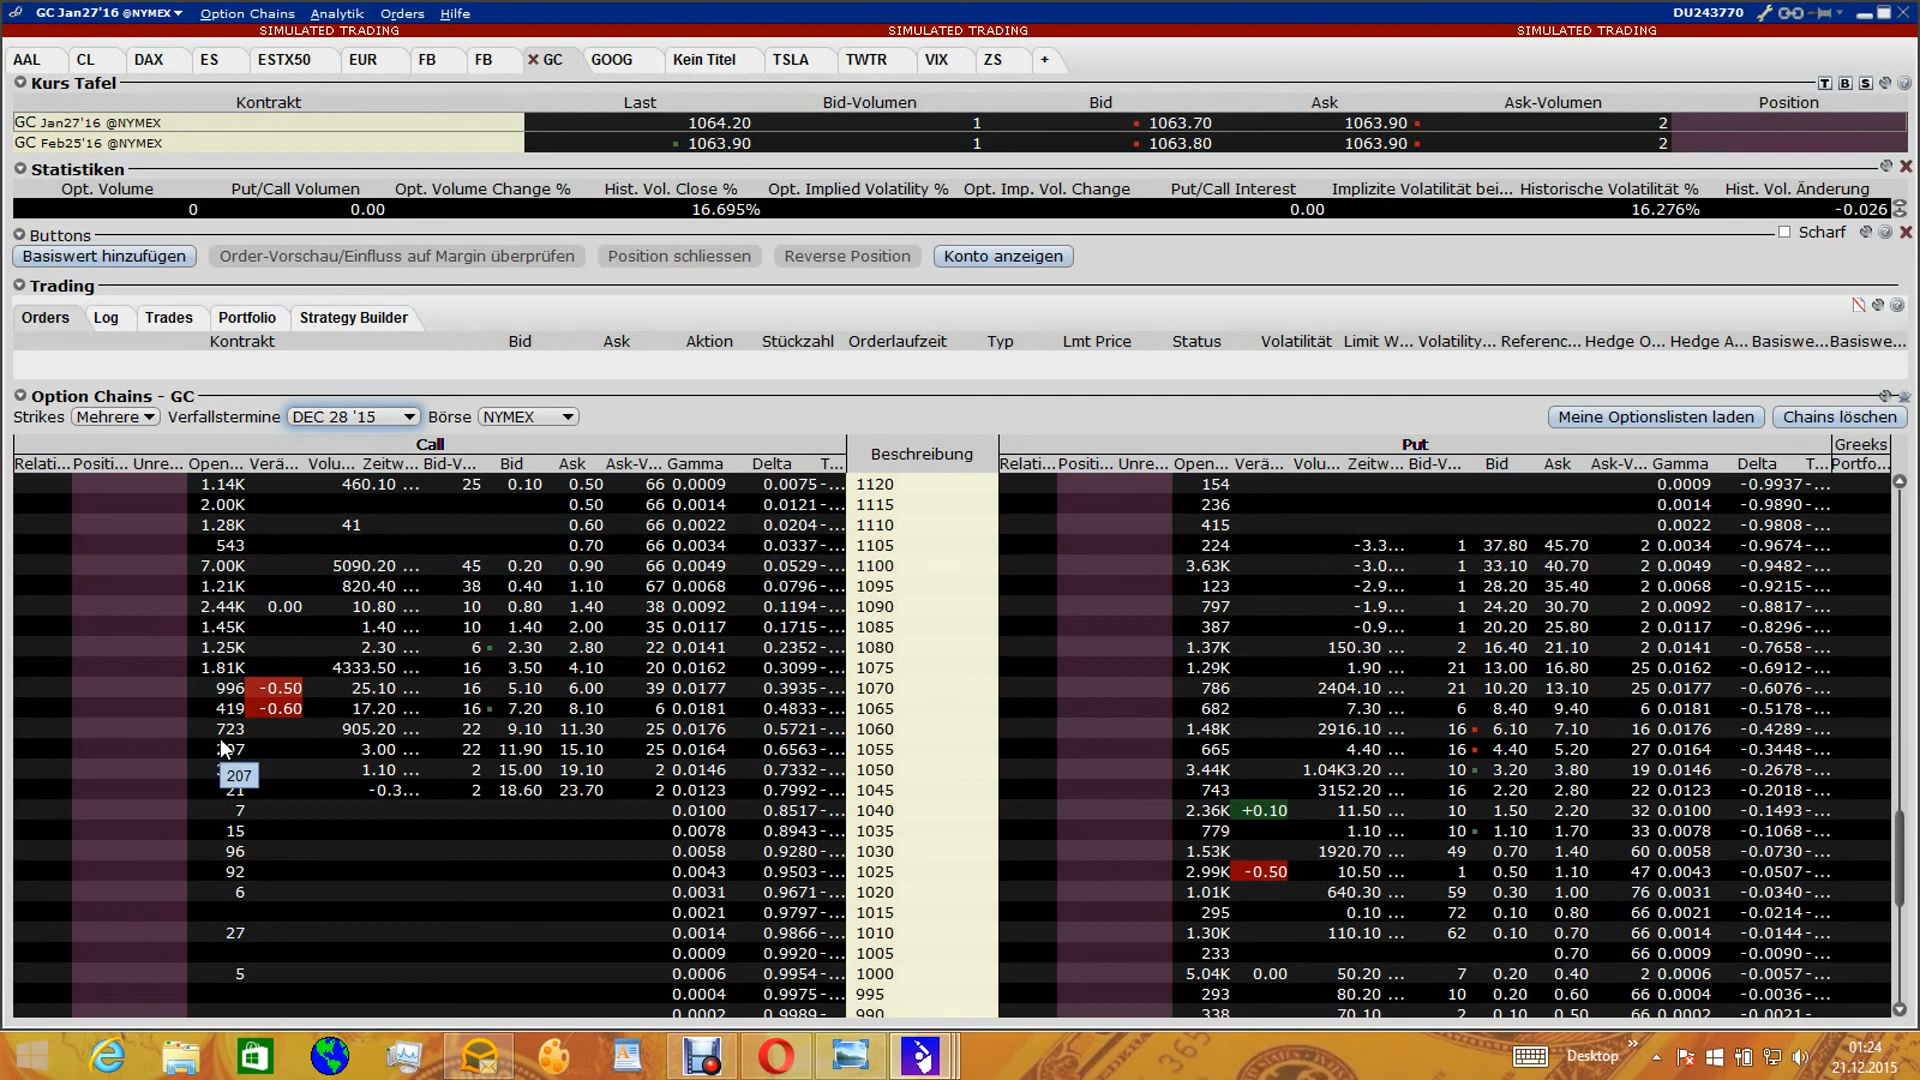 GC Jan27'16 @NYMEX Option Chains Analytik Orders Hilfe DU243770
SIMULATED TRADING SIMULATED TRADING SIMULATED TRADING
AAL CL DAX ES ESTX50 EUR FB FB GC GOOG Kein Titel TSLA TWTR VIX ZS +
Kurs Tafel T B S
Kontrakt Last Bid-Volumen Bid Ask Ask-Volumen Position
GC Jan27'16 @NYMEX 1064.20 1 1063.70 1063.90 2
GC Feb25'16 @NYMEX 1063.90 1 1063.80 1063.90 2
Statistiken
Opt. Volume Put/Call Volumen Opt. Volume Change % Hist. Vol. Close % Opt. Implied Volatility % Opt. Imp. Vol. Change Put/Call Interest Implizite Volatilität bei... Historische Volatilität % Hist. Vol. Änderung
0 0.00 16.695% 0.00 16.276% -0.026
Buttons Scharf
Basiswert hinzufügen Order-Vorschau/Einfluss auf Margin überprüfen Position schliessen Reverse Position Konto anzeigen
Trading
Orders Log Trades Portfolio Strategy Builder
Kontrakt Bid Ask Aktion Stückzahl Orderlaufzeit Typ Lmt Price Status Volatilität Limit W... Volatility... Referenc... Hedge O... Hedge A... Basiswe... Basiswe...
Option Chains - GC
Strikes Mehrere Verfallstermine DEC 28 '15 Börse NYMEX Meine Optionslisten laden Chains löschen
Call Beschreibung Put Greeks
Relati... Positi... Unre... Open... Verä... Volu... Zeitw... Bid-V... Bid Ask Ask-V... Gamma Delta T... Relati... Positi... Unre... Open... Verä... Volu... Zeitw... Bid-V... Bid Ask Ask-V... Gamma Delta T... Portfo...
1.14K 460.10 ... 25 0.10 0.50 66 0.0009 0.0075 -... 1120 154 0.0009 -0.9937 -...
2.00K 0.50 66 0.0014 0.0121 -... 1115 236 0.0014 -0.9890 -...
1.28K 41 0.60 66 0.0022 0.0204 -... 1110 415 0.0022 -0.9808 -...
543 0.70 66 0.0034 0.0337 -... 1105 224 -3.3... 1 37.80 45.70 2 0.0034 -0.9674 -...
7.00K 5090.20 ... 45 0.20 0.90 66 0.0049 0.0529 -... 1100 3.63K -3.0... 1 33.10 40.70 2 0.0049 -0.9482 -...
1.21K 820.40 ... 38 0.40 1.10 67 0.0068 0.0796 -... 1095 123 -2.9... 1 28.20 35.40 2 0.0068 -0.9215 -...
2.44K 0.00 10.80 ... 10 0.80 1.40 38 0.0092 0.1194 -... 1090 797 -1.9... 1 24.20 30.70 2 0.0092 -0.8817 -...
1.45K 1.40 ... 10 1.40 2.00 35 0.0117 0.1715 -... 1085 387 -0.9... 1 20.20 25.80 2 0.0117 -0.8296 -...
1.25K 2.30 ... 6 2.30 2.80 22 0.0141 0.2352 -... 1080 1.37K 150.30 ... 2 16.40 21.10 2 0.0141 -0.7658 -...
1.81K 4333.50 ... 16 3.50 4.10 20 0.0162 0.3099 -... 1075 1.29K 1.90 ... 21 13.00 16.80 25 0.0162 -0.6912 -...
996 -0.50 25.10 ... 16 5.10 6.00 39 0.0177 0.3935 -... 1070 786 2404.10 ... 21 10.20 13.10 25 0.0177 -0.6076 -...
419 -0.60 17.20 ... 16 7.20 8.10 6 0.0181 0.4833 -... 1065 682 7.30 ... 6 8.40 9.40 6 0.0181 -0.5178 -...
723 905.20 ... 22 9.10 11.30 25 0.0176 0.5721 -... 1060 1.48K 2916.10 ... 16 6.10 7.10 16 0.0176 -0.4289 -...
3.00 ... 22 11.90 15.10 25 0.0164 0.6563 -... 1055 665 4.40 ... 16 4.40 5.20 27 0.0164 -0.3448 -...
207 1.10 ... 2 15.00 19.10 2 0.0146 0.7332 -... 1050 3.44K 1.04K3.20 ... 10 3.20 3.80 19 0.0146 -0.2678 -...
21 -0.3... 2 18.60 23.70 2 0.0123 0.7992 -... 1045 743 3152.20 ... 16 2.20 2.80 22 0.0123 -0.2018 -...
7 0.0100 0.8517 -... 1040 2.36K +0.10 11.50 ... 10 1.50 2.20 32 0.0100 -0.1493 -...
15 0.0078 0.8943 -... 1035 779 1.10 ... 10 1.10 1.70 33 0.0078 -0.1068 -...
96 0.0058 0.9280 -... 1030 1.53K 1920.70 ... 49 0.70 1.40 60 0.0058 -0.0730 -...
92 0.0043 0.9503 -... 1025 2.99K -0.50 10.50 ... 1 0.50 1.10 47 0.0043 -0.0507 -...
6 0.0031 0.9671 -... 1020 1.01K 640.30 ... 59 0.30 1.00 76 0.0031 -0.0340 -...
0.0021 0.9797 -... 1015 295 0.10 ... 72 0.10 0.80 66 0.0021 -0.0214 -...
27 0.0014 0.9866 -... 1010 1.30K 110.10 ... 62 0.10 0.70 66 0.0014 -0.0144 -...
0.0009 0.9920 -... 1005 233 0.70 66 0.0009 -0.0090 -...
5 0.0006 0.9954 -... 1000 5.04K 0.00 50.20 ... 7 0.20 0.40 2 0.0006 -0.0057 -...
0.0004 0.9975 -... 995 293 80.20 ... 10 0.20 0.60 66 0.0004 -0.0036 -...
0.0002 0.9989 -... 990 338 70.10 ... 2 0.10 0.50 66 0.0002 -0.0021 -...
Desktop 01:24
21.12.2015